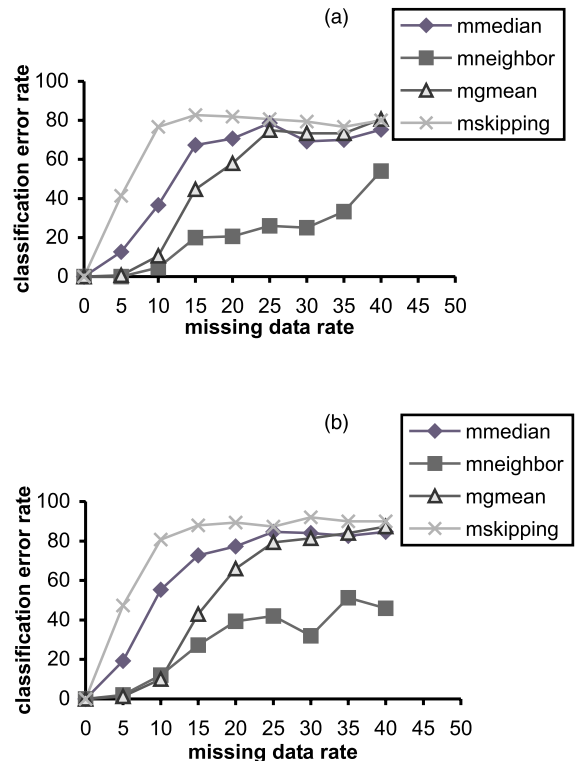 (a)
mmedian
mneighbor
mgmean
mskipping
classification error rate
100
80
60
40
20
0
0 5 10 15 20 25 30 35 40 45 50
missing data rate
(b)
mmedian
mneighbor
mgmean
mskipping
classification error rate
100
80
60
40
20
0
0 5 10 15 20 25 30 35 40 45 50
missing data rate